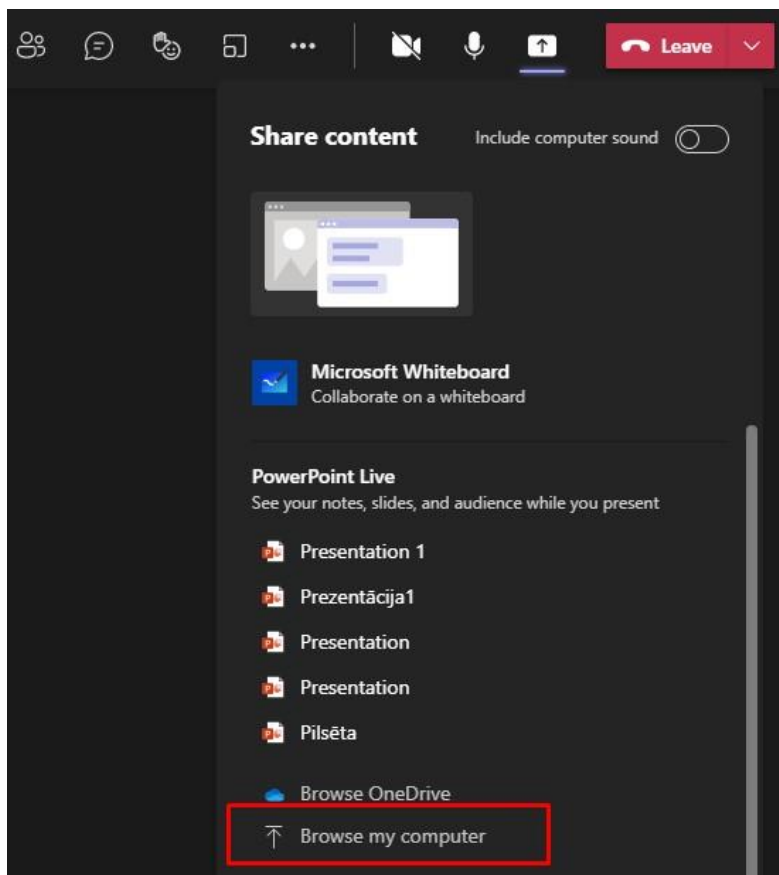 Leave
Share content
Include computer sound
Microsoft Whiteboard
Collaborate on a whiteboard
PowerPoint Live
See your notes, slides, and audience while you present
Presentation 1
Prezentācija1
Presentation
Presentation
Pilsēta
Browse OneDrive
Browse my computer